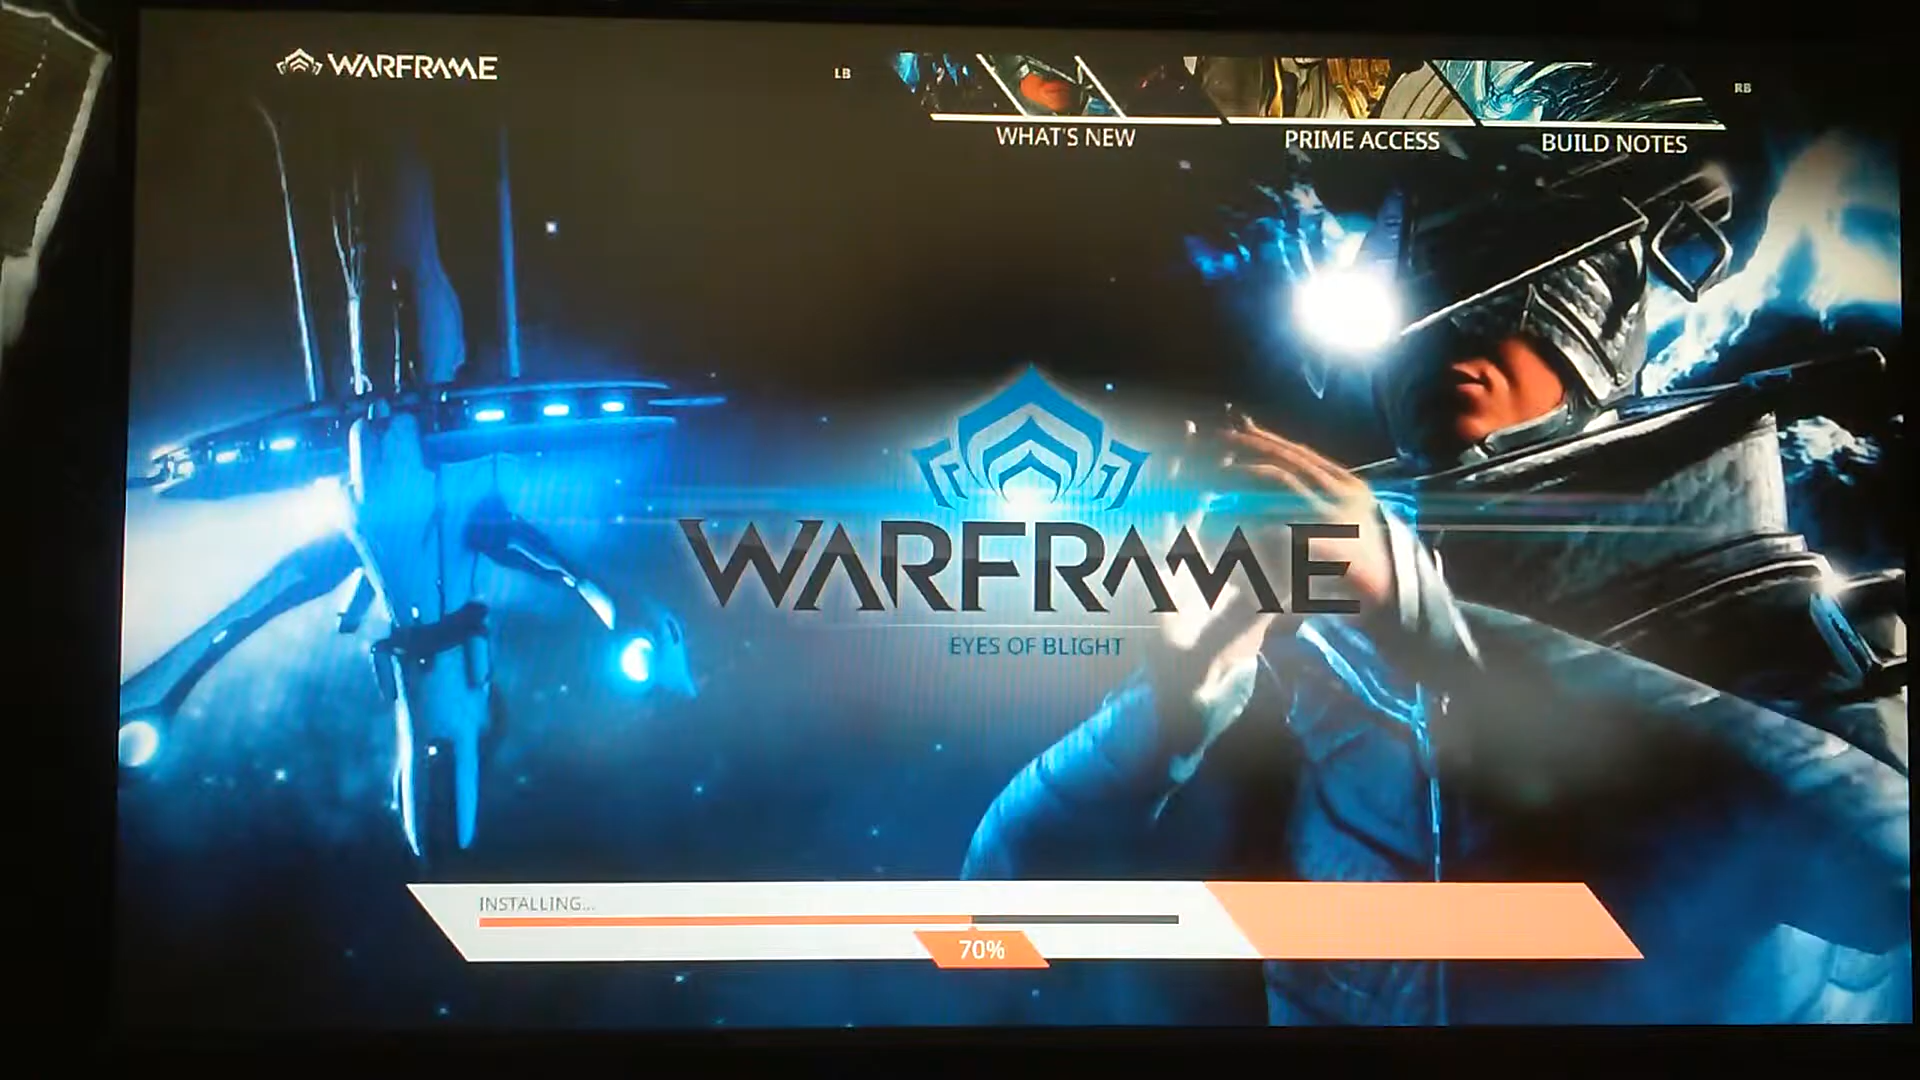 WARFRAME
LB
RB
WHAT'S NEW
PRIME ACCESS
BUILD NOTES
WARFRAME
EYES OF BLIGHT
INSTALLING...
70%